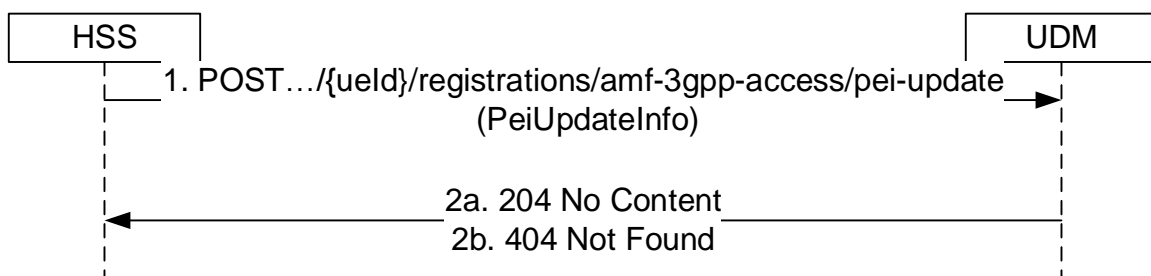 HSS
UDM
1. POST…/{ueId}/registrations/amf-3gpp-access/pei-update
(PeiUpdateInfo)
2a. 204 No Content
2b. 404 Not Found